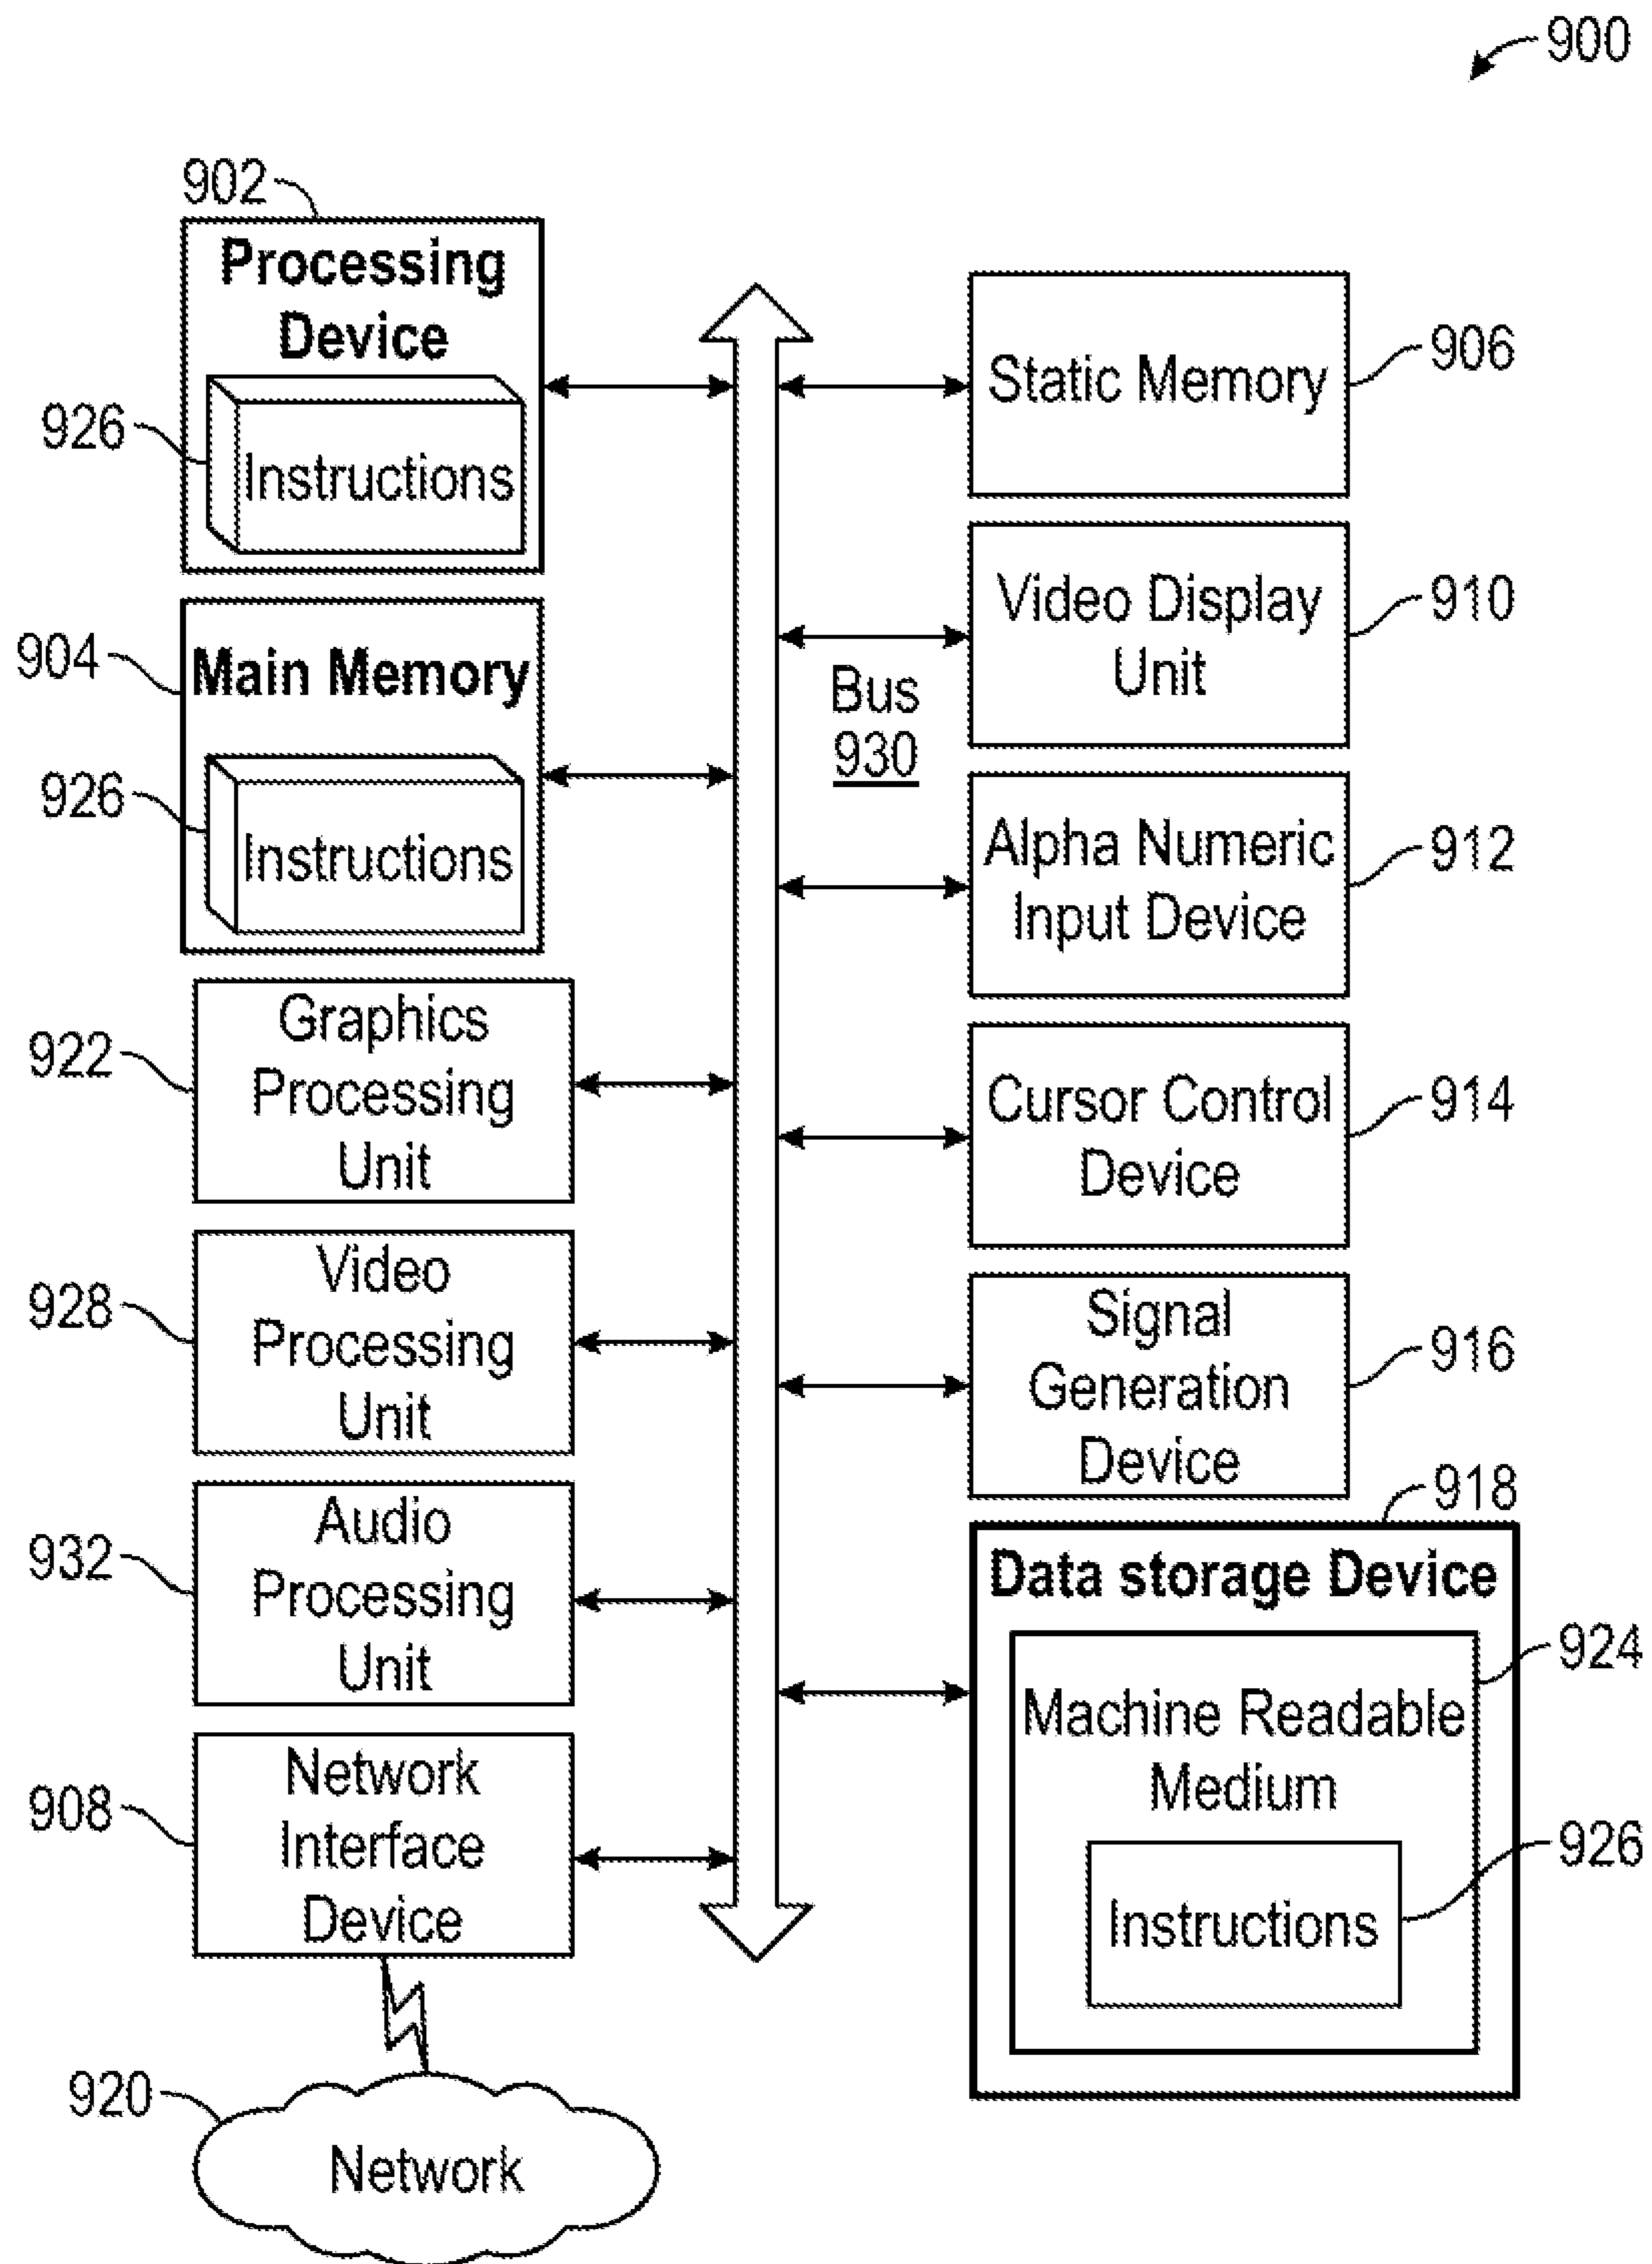 900
902
Processing
Device
926
Instructions
904
Main Memory
926
Instructions
922
Graphics
Processing
Unit
928
Video
Processing
Unit
932
Audio
Processing
Unit
908
Network
Interface
Device
920
Network
Bus
930
Static Memory
906
Video Display
Unit
910
Alpha Numeric
Input Device
912
Cursor Control
Device
914
Signal
Generation
Device
916
918
Data storage Device
924
Machine Readable
Medium
926
Instructions